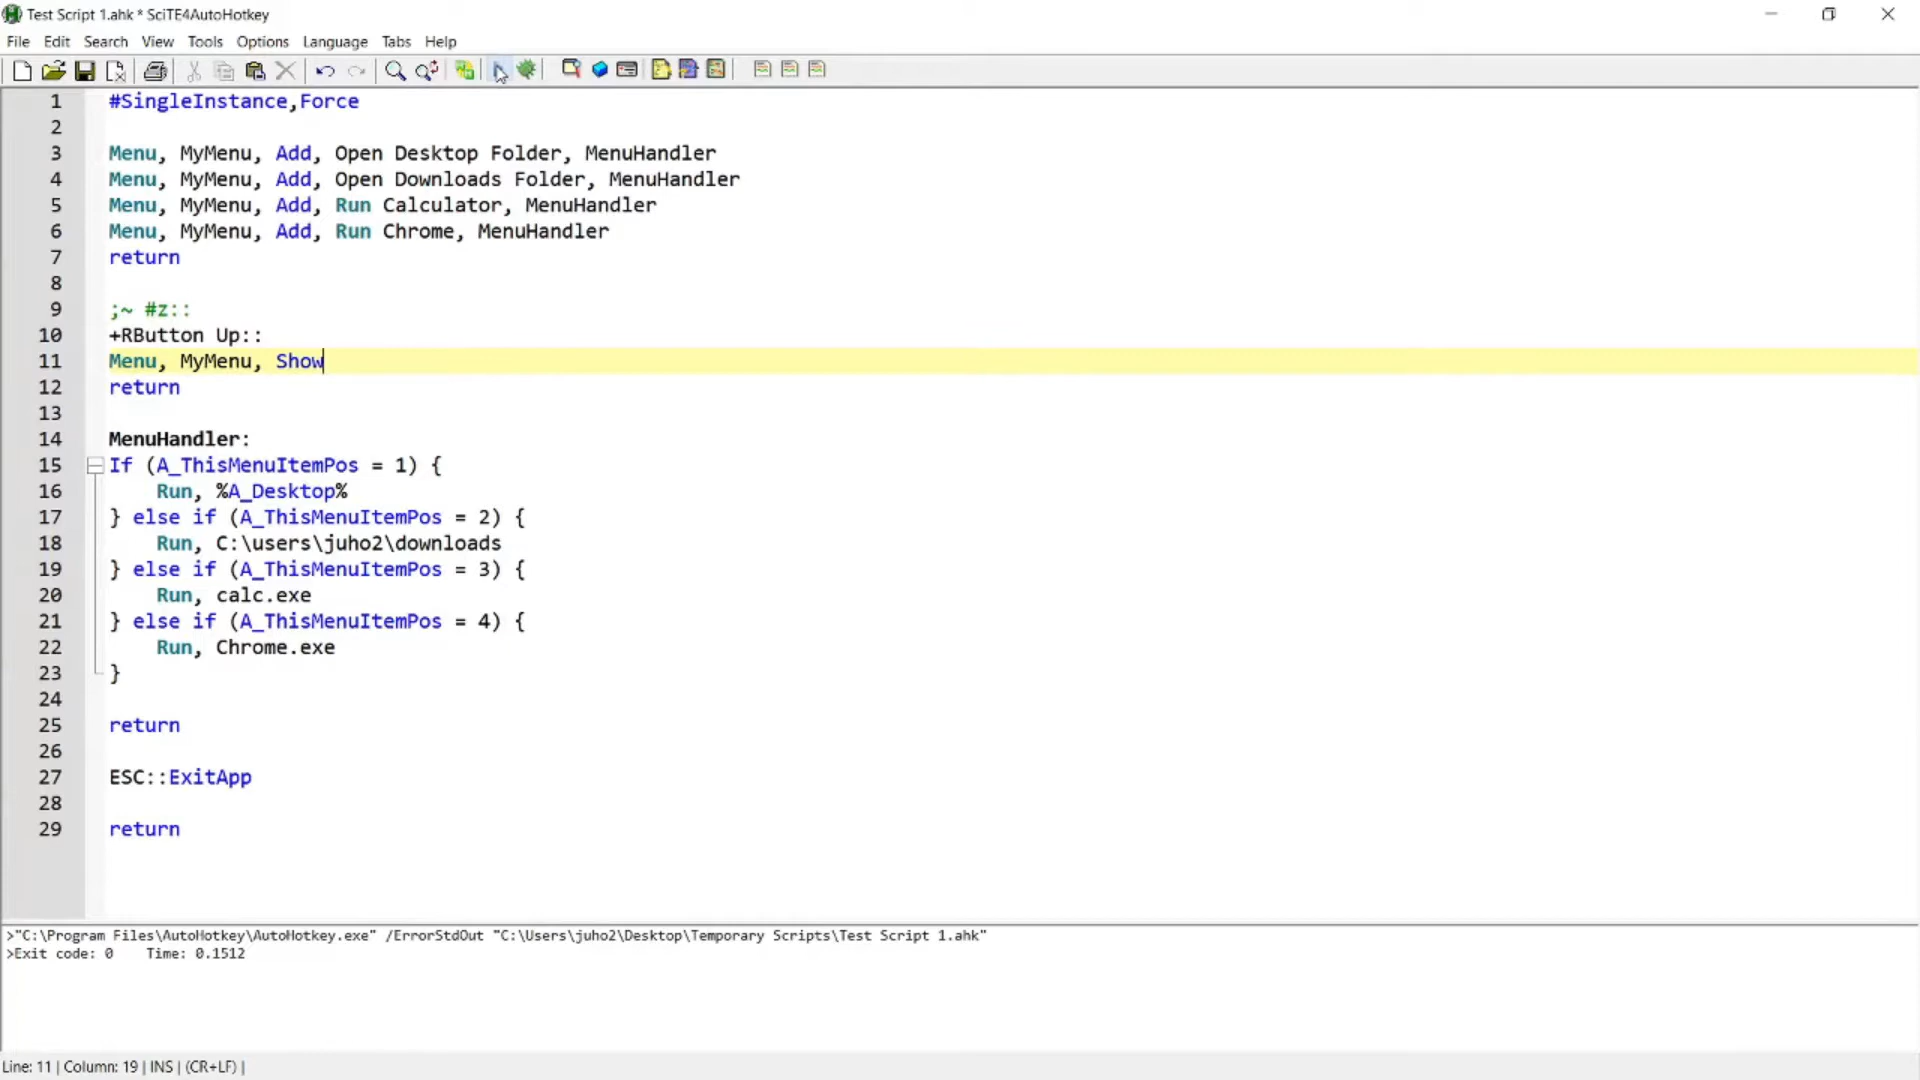 Test Script 1.ahk * SciTE4AutoHotkey
File Edit Search View Tools Options Language Tabs Help
1 #SingleInstance,Force
2
3 Menu, MyMenu, Add, Open Desktop Folder, MenuHandler
4 Menu, MyMenu, Add, Open Downloads Folder, MenuHandler
5 Menu, MyMenu, Add, Run Calculator, MenuHandler
6 Menu, MyMenu, Add, Run Chrome, MenuHandler
7 return
8
9 ;~ #z::
10 +RButton Up::
11 Menu, MyMenu, Show
12 return
13
14 MenuHandler:
15 If (A_ThisMenuItemPos = 1) {
16 Run, %A_Desktop%
17 } else if (A_ThisMenuItemPos = 2) {
18 Run, C:\users\juho2\downloads
19 } else if (A_ThisMenuItemPos = 3) {
20 Run, calc.exe
21 } else if (A_ThisMenuItemPos = 4) {
22 Run, Chrome.exe
23 }
24
25 return
26
27 ESC::ExitApp
28
29 return
>"C:\Program Files\AutoHotkey\AutoHotkey.exe" /ErrorStdOut "C:\Users\juho2\Desktop\Temporary Scripts\Test Script 1.ahk"
>Exit code: 0 Time: 0.1512
Line: 11 | Column: 19 | INS | (CR+LF) |